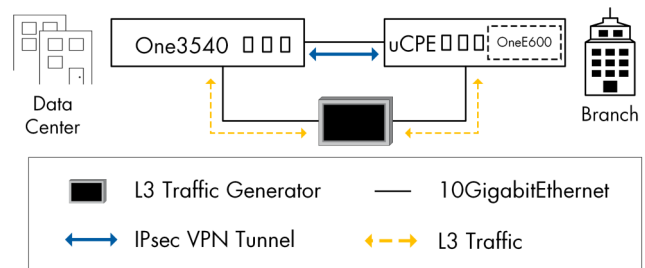 One3540
uCPE
OneE600
Data
Center
Branch
L3 Traffic Generator
10GigabitEthernet
IPsec VPN Tunnel
L3 Traffic